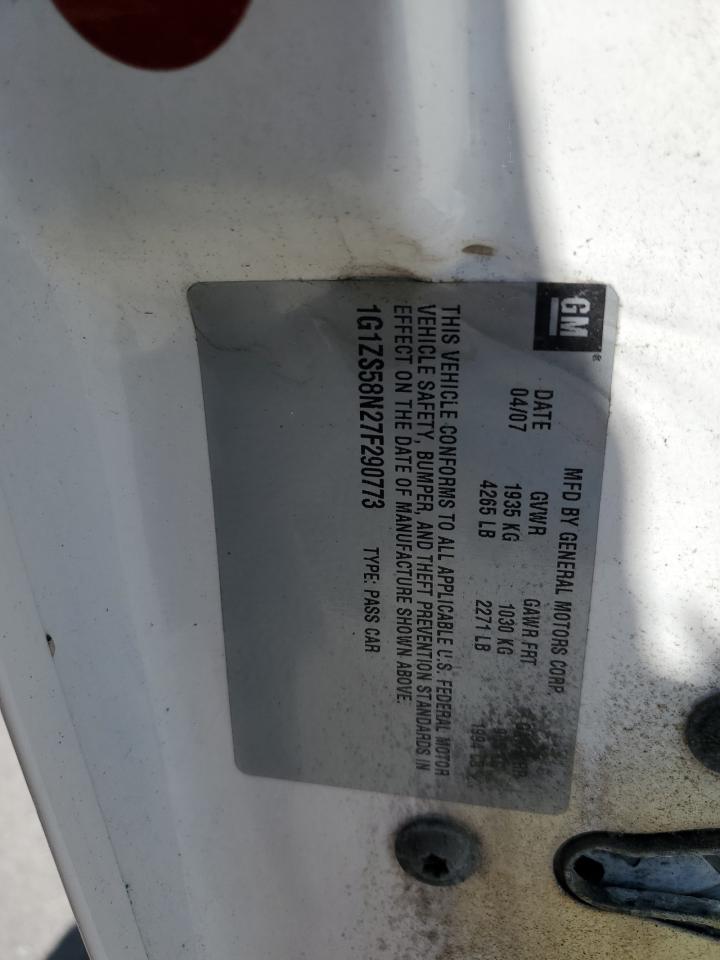 GM
®
MFD BY GENERAL MOTORS CORP.
DATE GVWR GAWR FRT
04/07 1935 KG 1030 KG
4265 LB 2271 LB 1994 LB
THIS VEHICLE CONFORMS TO ALL APPLICABLE U.S. FEDERAL MOTOR
VEHICLE SAFETY, BUMPER, AND THEFT PREVENTION STANDARDS IN
EFFECT ON THE DATE OF MANUFACTURE SHOWN ABOVE.
1G1ZS58N27F290773 TYPE: PASS CAR